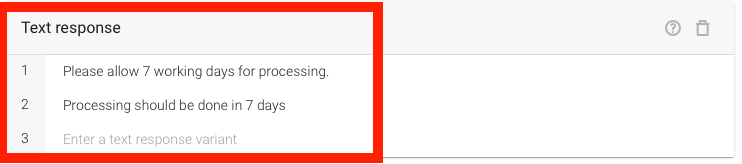 Text response
1 Please allow 7 working days for processing.
2 Processing should be done in 7 days
3 Enter a text response variant